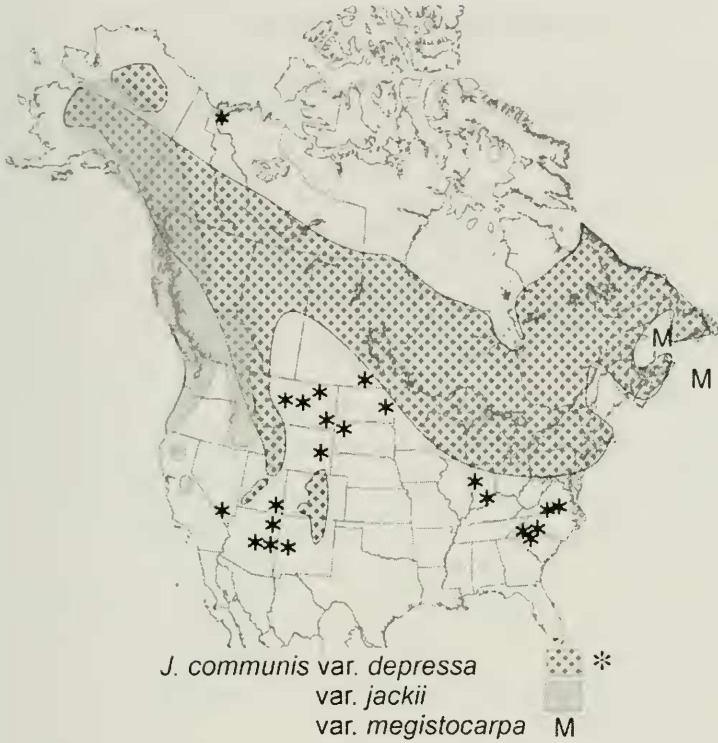 M
M
J. communis var. depressa *
var. jackii
var. megistocarpa M